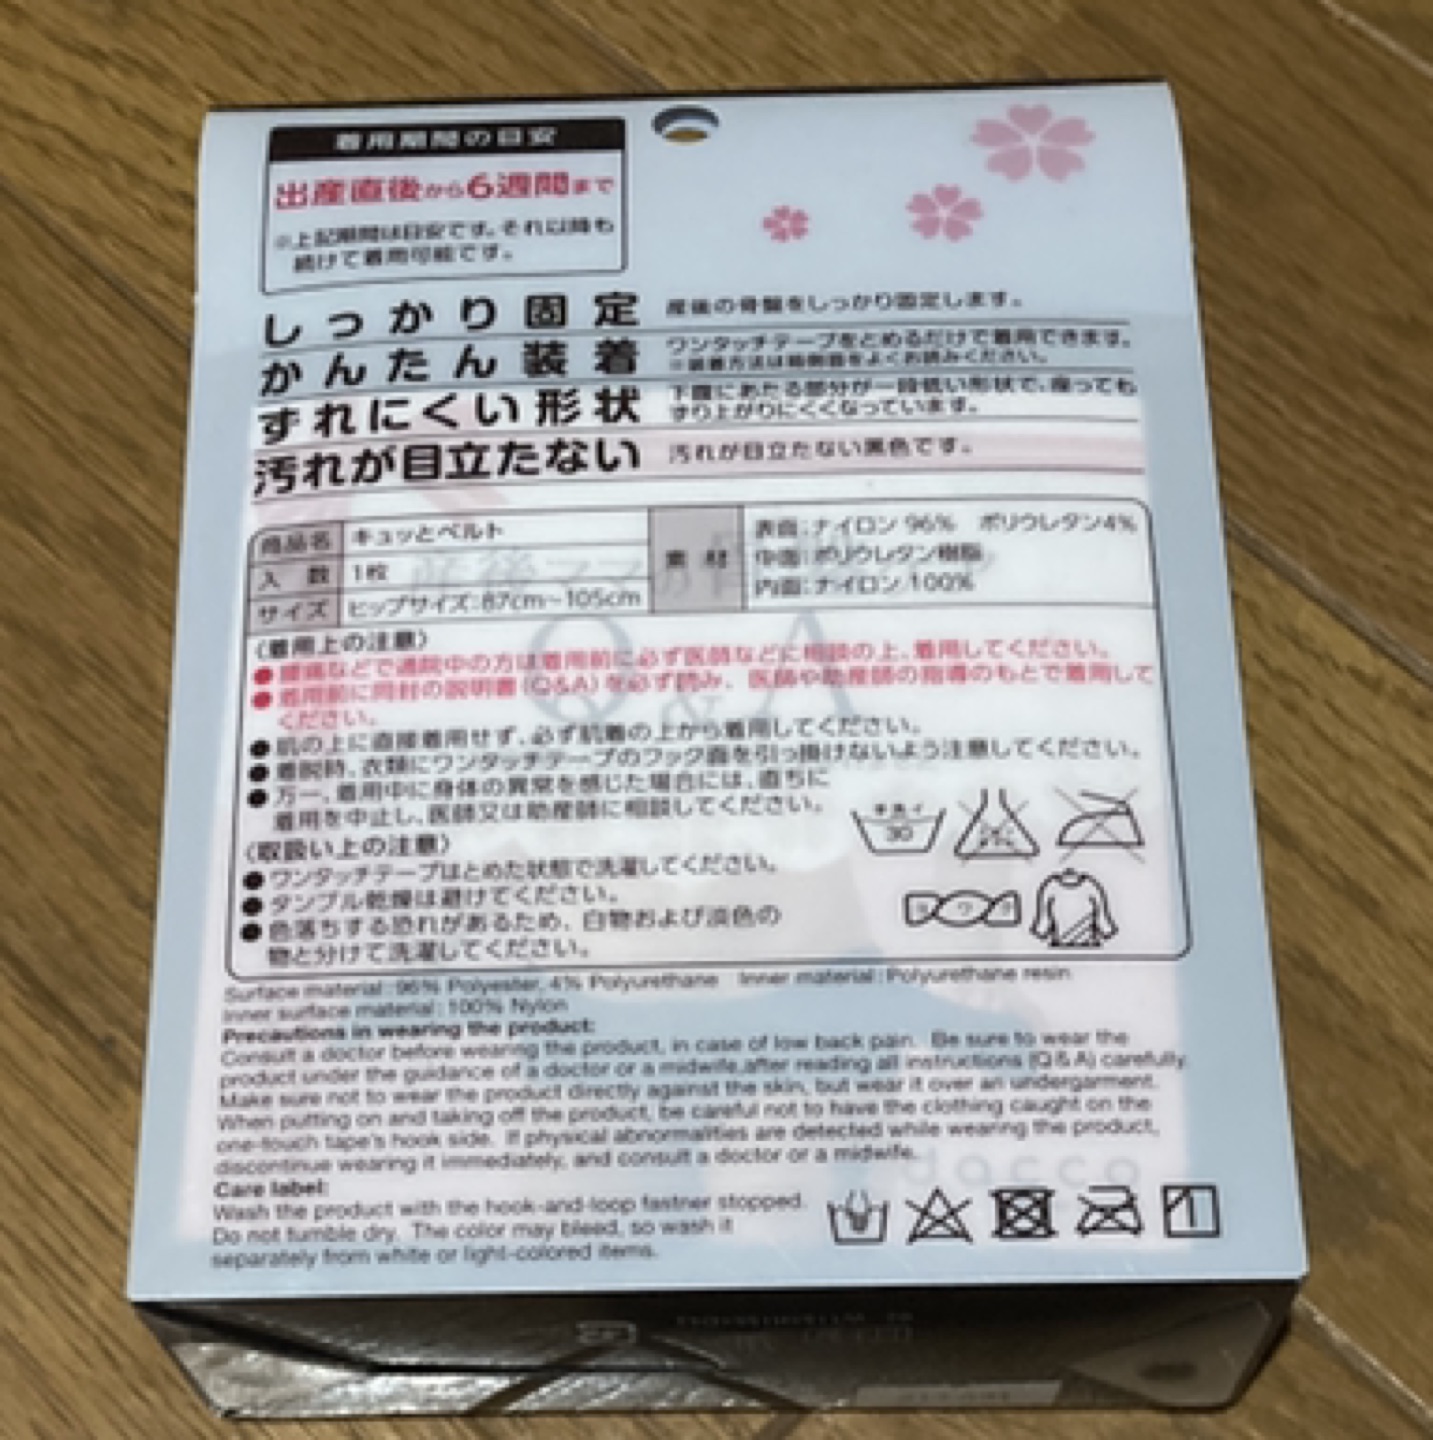 着用期間の目安
出産直後から6週間まで
※上記期間は目安です。それ以降も
続けて着用可能です。
しっかり固定 産後の骨盤をしっかり固定します。
かんたん装着 ワンタッチテープをとめるだけで着用できます。
※装着方法は箱側面をよくお読みください。
ずれにくい形状 下腹にあたる部分が一段低い形状で、座っても
ずり上がりにくくなっています。
汚れが目立たない 汚れが目立たない黒色です。
商品名 キュッとベルト
入数 1枚
サイズ ヒップサイズ:87cm~105cm
素材 表面:ナイロン 96% ポリウレタン4%
中面:ポリウレタン樹脂
内面:ナイロン 100%
〈着用上の注意〉
●腰痛などで通院中の方は着用前に必ず医師などに相談の上、着用してください。
●着用前に同封の説明書(Q&A)を必ず読み、医師や助産師の指導のもとで着用して
ください。
●肌の上に直接着用せず、必ず肌着の上から着用してください。
●着脱時、衣類にワンタッチテープのフック面を引っ掛けないよう注意してください。
●万一、着用中に身体の異常を感じた場合には、直ちに
着用を中止し、医師又は助産師に相談してください。
手洗イ
30
〈取扱い上の注意〉
●ワンタッチテープはとめた状態で洗濯してください。
●タンブル乾燥は避けてください。
●色落ちする恐れがあるため、白物および淡色の
物と分けて洗濯してください。
ヨワク
Surface material:96% Polyester, 4% Polyurethane Inner material:Polyurethane resin
Inner surface material:100% Nylon
Precautions in wearing the product:
Consult a doctor before wearing the product, in case of low back pain. Be sure to wear the
product under the guidance of a doctor or a midwife,after reading all instructions (Q&A) carefully.
Make sure not to wear the product directly against the skin, but wear it over an undergarment.
When putting on and taking off the product, be careful not to have the clothing caught on the
one-touch tape's hook side. If physical abnormalities are detected while wearing the product,
discontinue wearing it immediately, and consult a doctor or a midwife.
dacco
Care label:
Wash the product with the hook-and-loop fastner stopped.
Do not tumble dry. The color may bleed, so wash it
separately from white or light-colored items.